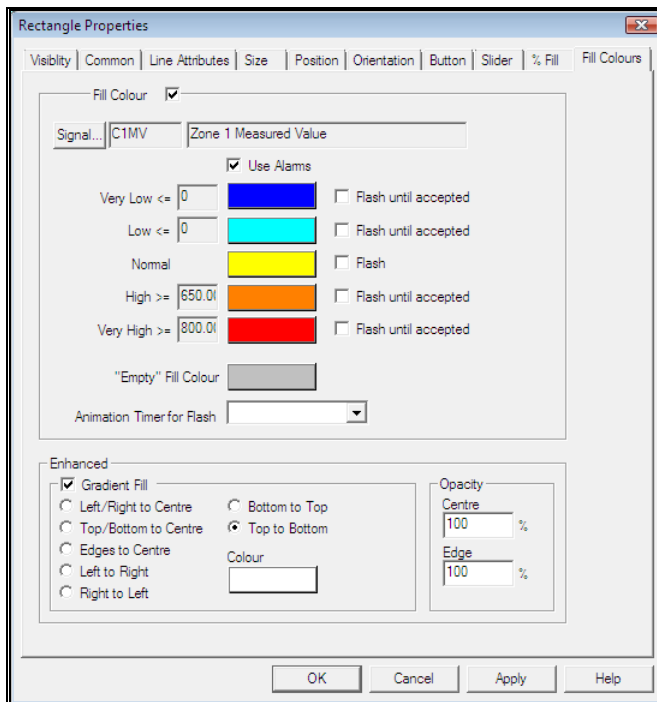 Rectangle Properties
Visiblity Common Line Attributes Size Position Orientation Button Slider % Fill Fill Colours
Fill Colour
Signal... C1MV Zone 1 Measured Value
Use Alarms
Very Low <= 0 Flash until accepted
Low <= 0 Flash until accepted
Normal Flash
High >= 650.00 Flash until accepted
Very High >= 800.00 Flash until accepted
"Empty" Fill Colour
Animation Timer for Flash
Enhanced
Gradient Fill
Left/Right to Centre
Top/Bottom to Centre
Edges to Centre
Left to Right
Right to Left
Bottom to Top
Top to Bottom
Colour
Opacity
Centre
100 %
Edge
100 %
OK Cancel Apply Help